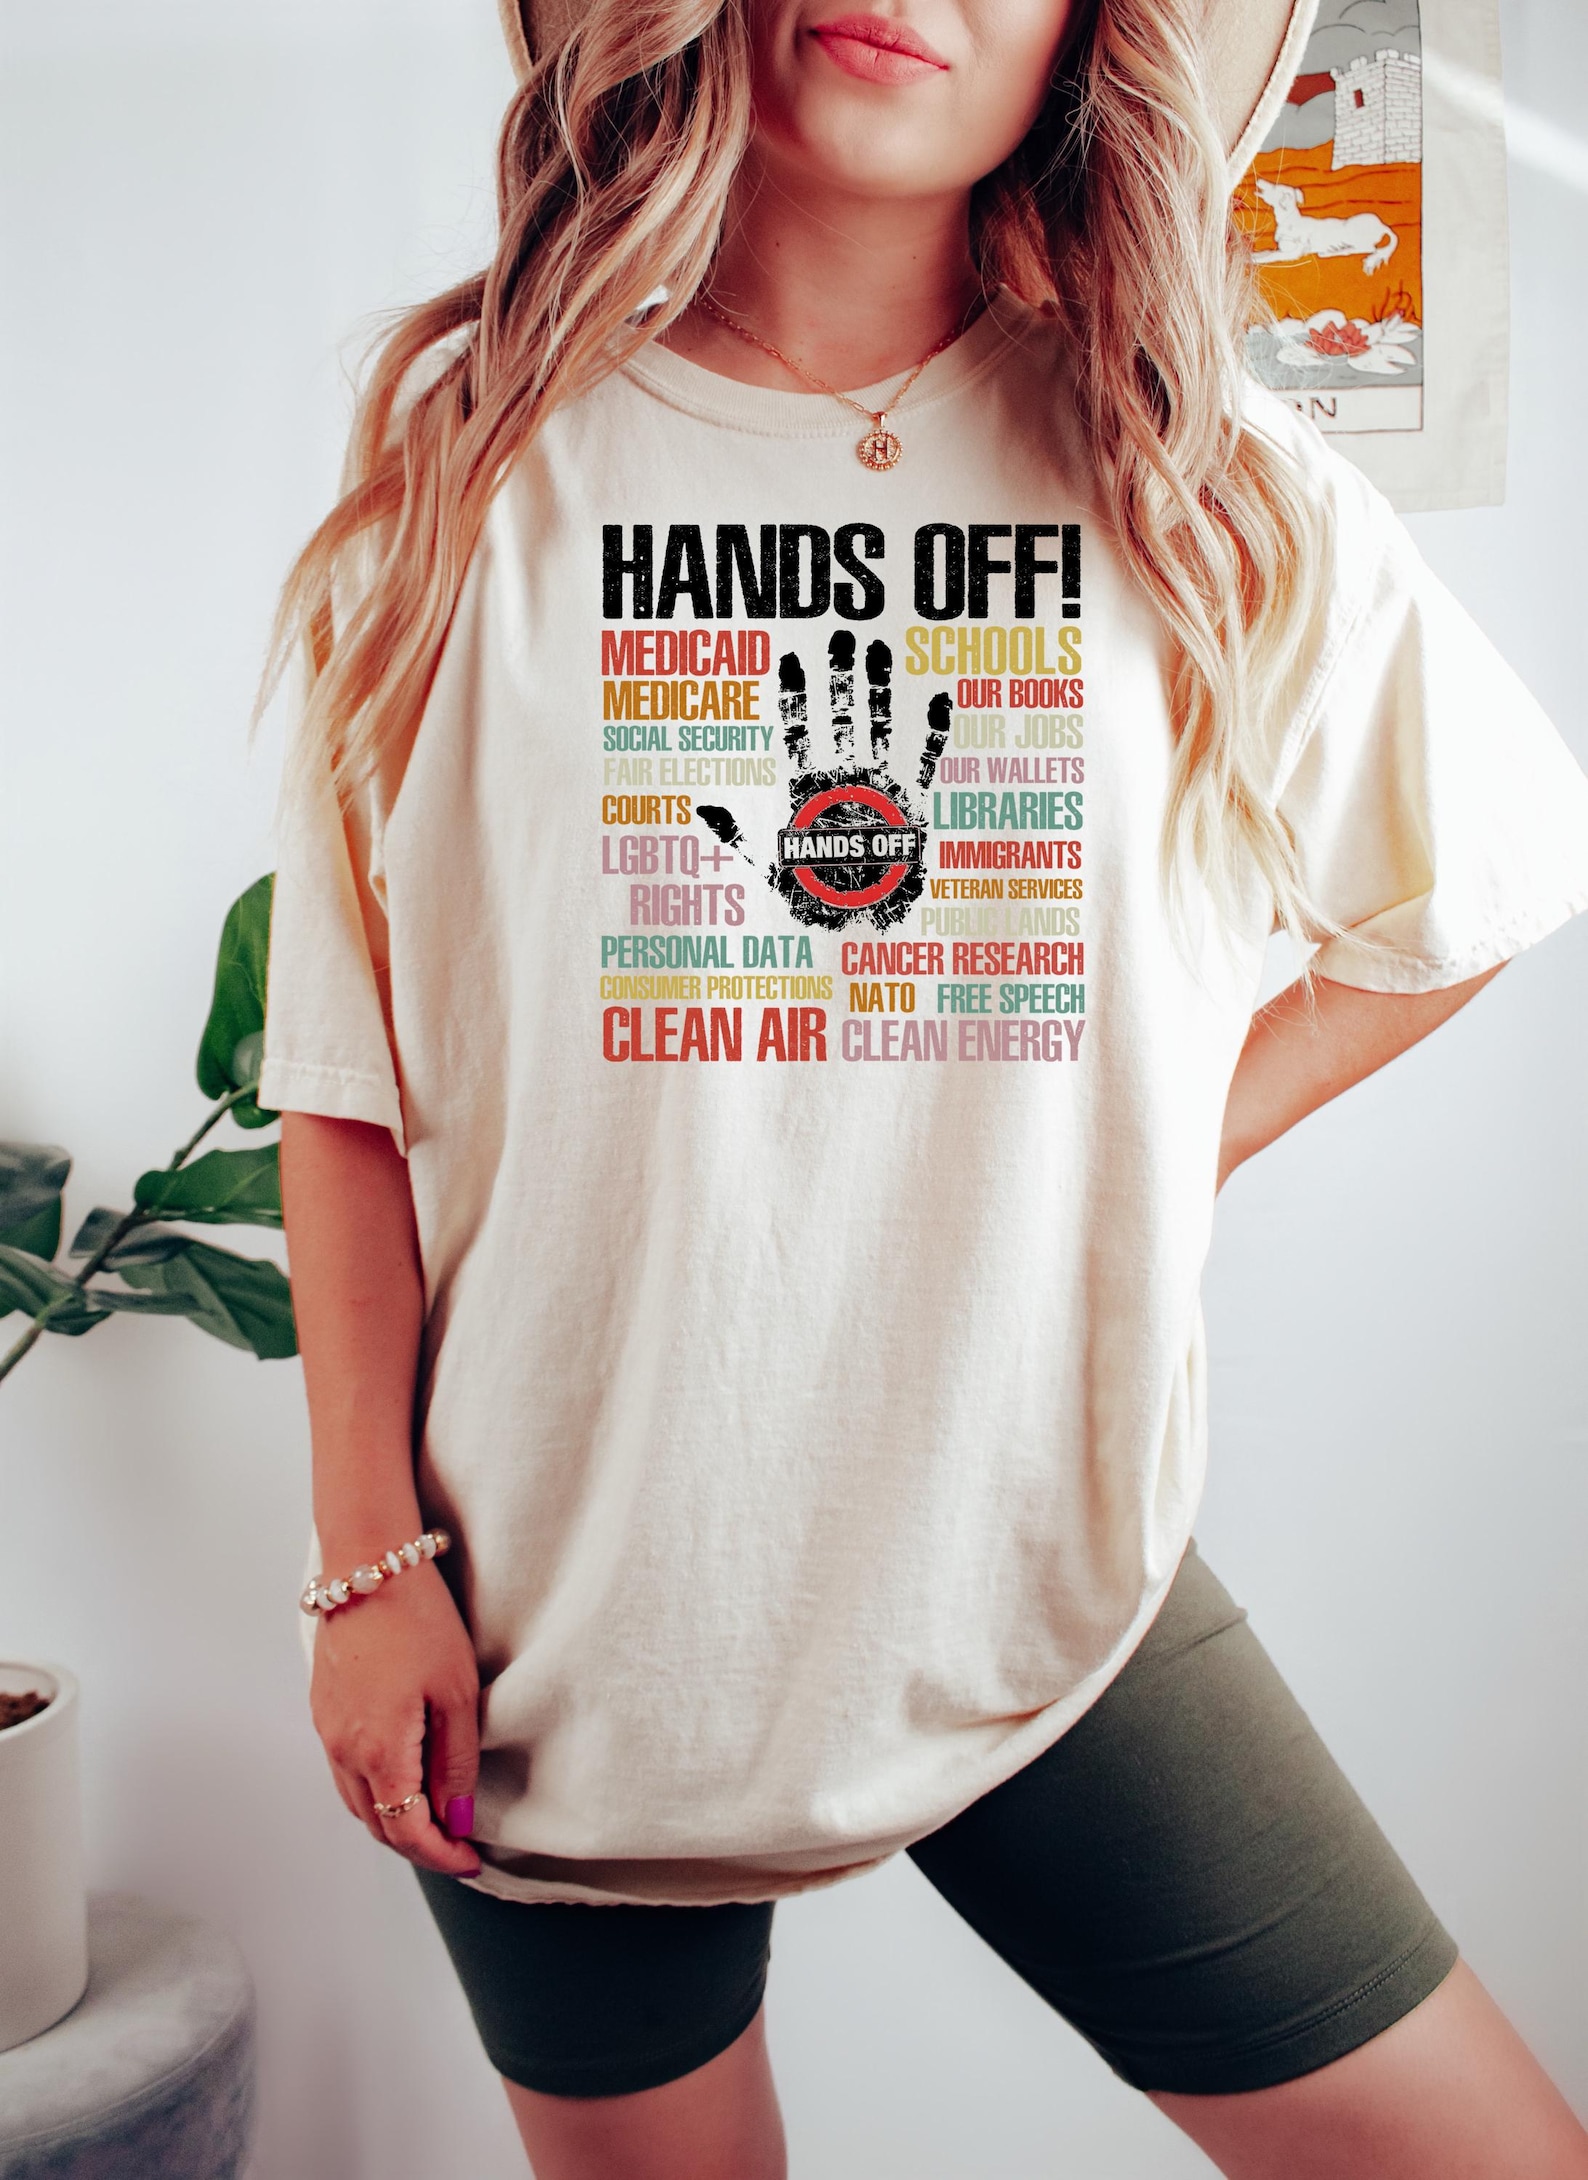 H
ON
HANDS OFF!
MEDICAID
MEDICARE
SOCIAL SECURITY
FAIR ELECTIONS
COURTS
LGBTQ+
RIGHTS
PERSONAL DATA
CONSUMER PROTECTIONS
CLEAN AIR
HANDS OFF
SCHOOLS
OUR BOOKS
OUR JOBS
OUR WALLETS
LIBRARIES
IMMIGRANTS
VETERAN SERVICES
PUBLIC LANDS
CANCER RESEARCH
NATO FREE SPEECH
CLEAN ENERGY